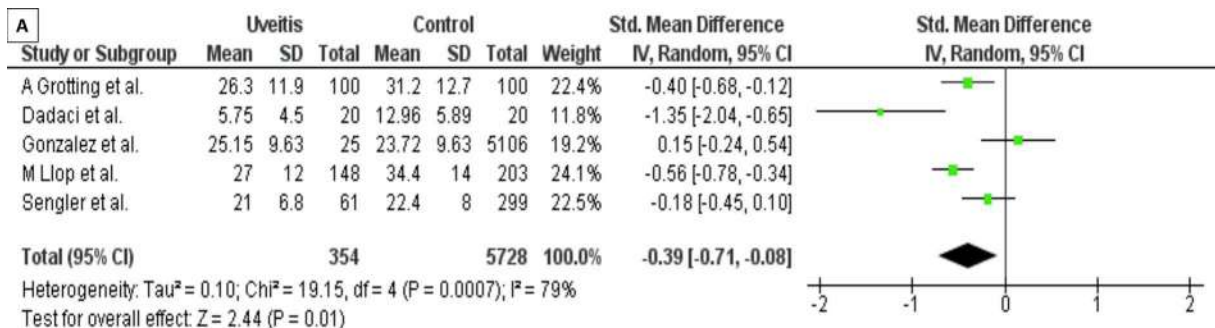 A
Uveitis Control Std. Mean Difference Std. Mean Difference
Study or Subgroup Mean SD Total Mean SD Total Weight IV, Random, 95% CI IV, Random, 95% CI
A Grotting et al. 26.3 11.9 100 31.2 12.7 100 22.4% -0.40 [-0.68, -0.12]
Dadaci et al. 5.75 4.5 20 12.96 5.89 20 11.8% -1.35 [-2.04, -0.65]
Gonzalez et al. 25.15 9.63 25 23.72 9.63 5106 19.2% 0.15 [-0.24, 0.54]
M Llop et al. 27 12 148 34.4 14 203 24.1% -0.56 [-0.78, -0.34]
Sengler et al. 21 6.8 61 22.4 8 299 22.5% -0.18 [-0.45, 0.10]
Total (95% CI) 354 5728 100.0% -0.39 [-0.71, -0.08]
Heterogeneity: Tau² = 0.10; Chi² = 19.15, df = 4 (P = 0.0007); I² = 79%
Test for overall effect: Z = 2.44 (P = 0.01)
-2 -1 0 1 2